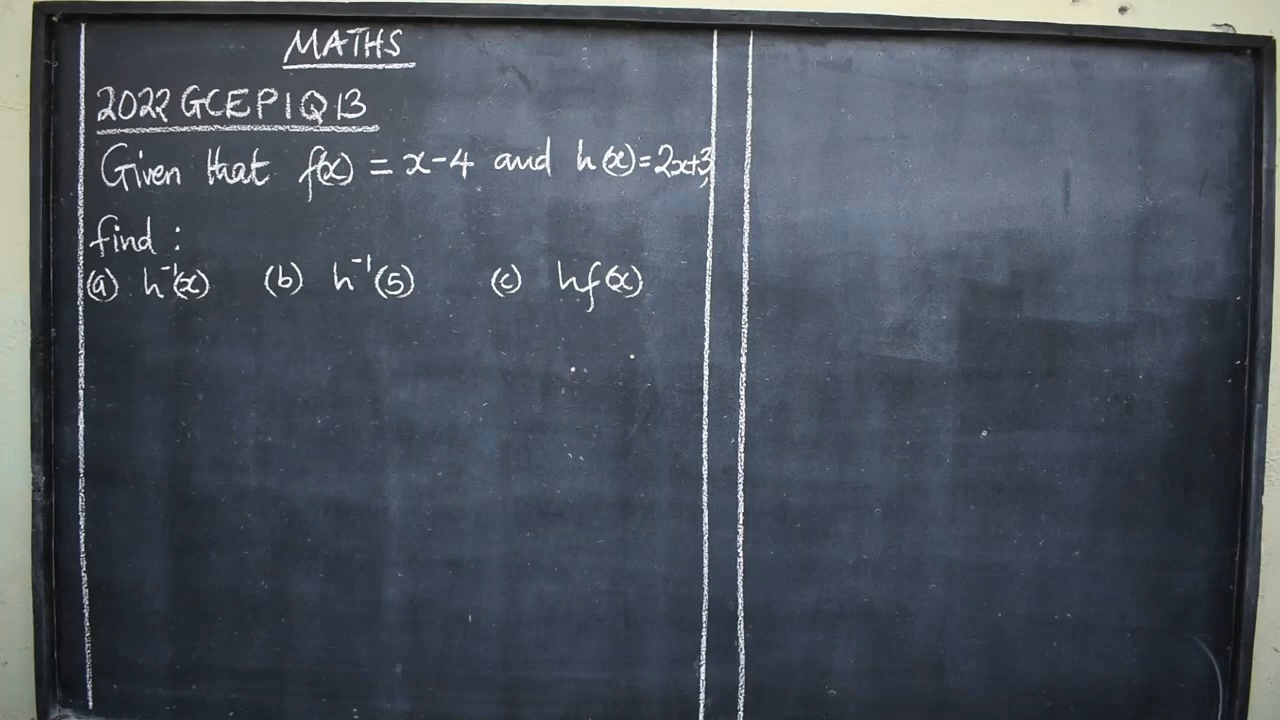 MATHS
2022 GCE P1 Q13
Given that f(x) = x-4 and h(x)=2x+3,
find :
(a) h⁻¹(x) (b) h⁻¹(5) (c) hf(x)